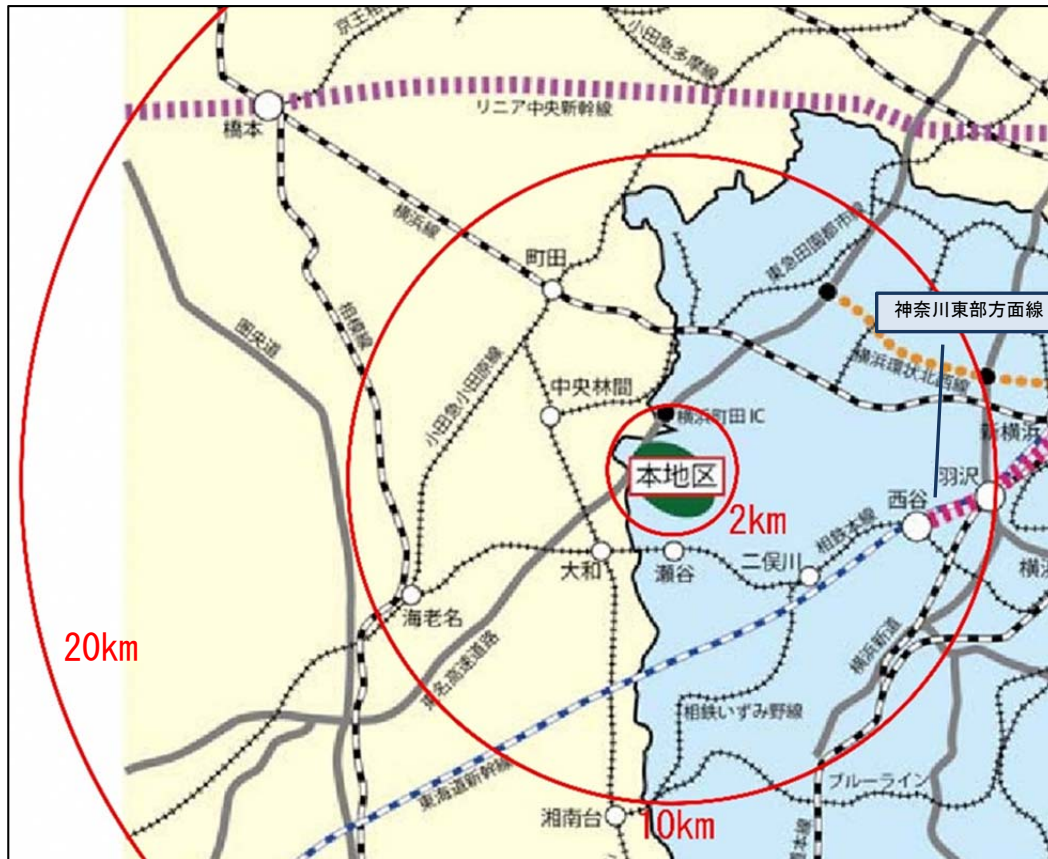 京王相
小田急多摩線
リニア中央新幹線
橋本
横浜線
町田
東急田園都市線
神奈川東部方面線
相模線
圏央道
横浜環状北西線
小田急小田原線
中央林間
横浜町田IC
新横浜
羽沢
本地区
西谷
2km
相鉄本線
大和
瀬谷
二俣川
横浜
海老名
20km
横浜新道
東名高速道路
相鉄いずみ野線
東海道新幹線
ブルーライン
湘南台
10km
本線